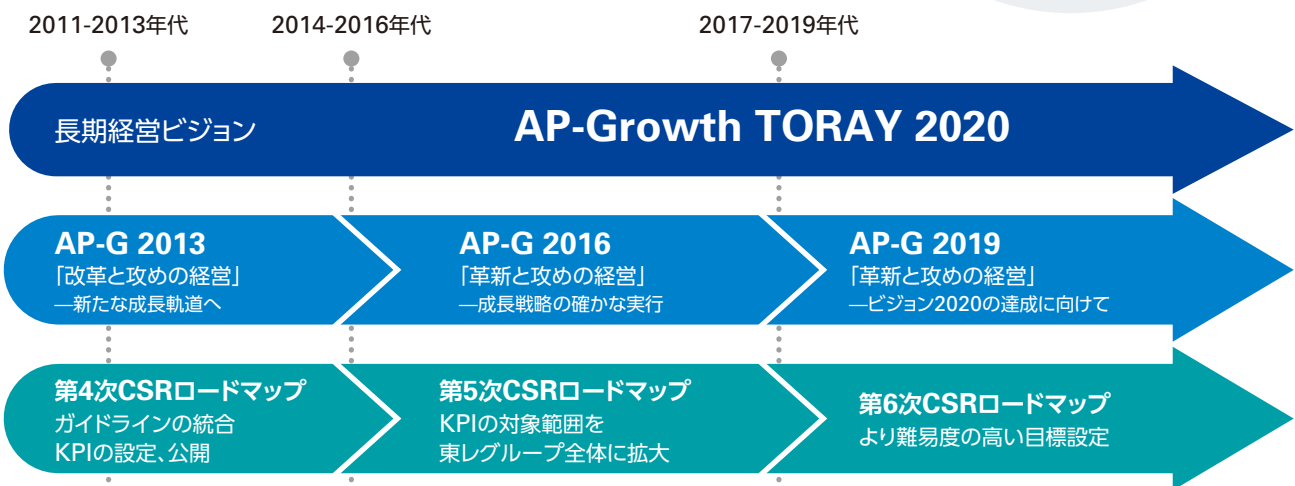 2011-2013年代
2014-2016年代
2017-2019年代
長期経営ビジョン
AP-Growth TORAY 2020
AP-G 2013
「改革と攻めの経営」
—新たな成長軌道へ
AP-G 2016
「革新と攻めの経営」
—成長戦略の確かな実行
AP-G 2019
「革新と攻めの経営」
—ビジョン2020の達成に向けて
第4次CSRロードマップ
ガイドラインの統合
KPIの設定、公開
第5次CSRロードマップ
KPIの対象範囲を
東レグループ全体に拡大
第6次CSRロードマップ
より難易度の高い目標設定